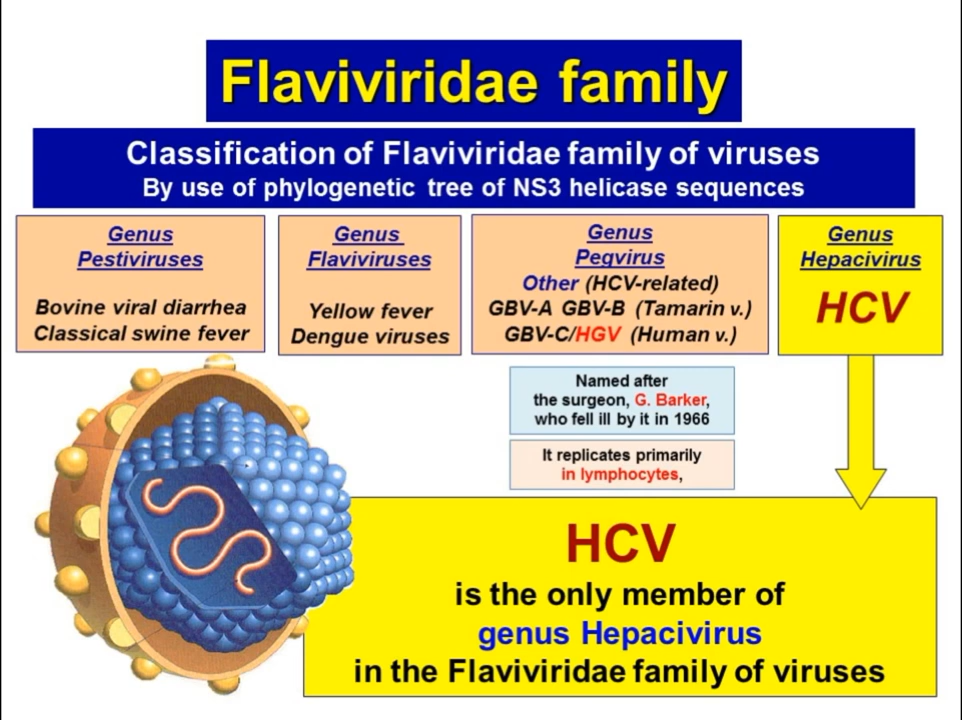 Flaviviridae family
Classification of Flaviviridae family of viruses
By use of phylogenetic tree of NS3 helicase sequences
Genus
Pestiviruses
Bovine viral diarrhea
Classical swine fever
Genus
Flaviviruses
Yellow fever
Dengue viruses
Genus
Pegvirus
Other (HCV-related)
GBV-A GBV-B (Tamarin v.)
GBV-C/HGV (Human v.)
Genus
Hepacivirus
HCV
Named after
the surgeon, G. Barker,
who fell ill by it in 1966
It replicates primarily
in lymphocytes,
HCV
is the only member of
genus Hepacivirus
in the Flaviviridae family of viruses